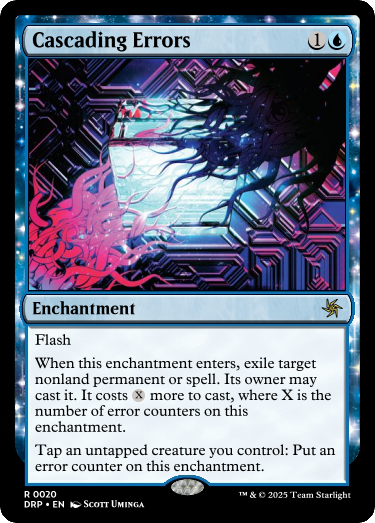 Cascading Errors 1
Enchantment
Flash
When this enchantment enters, exile target
nonland permanent or spell. Its owner may
cast it. It costs X more to cast, where X is the
number of error counters on this
enchantment.
Tap an untapped creature you control: Put an
error counter on this enchantment.
R 0020
DRP • EN Scott Uminga
™ & © 2025 Team Starlight